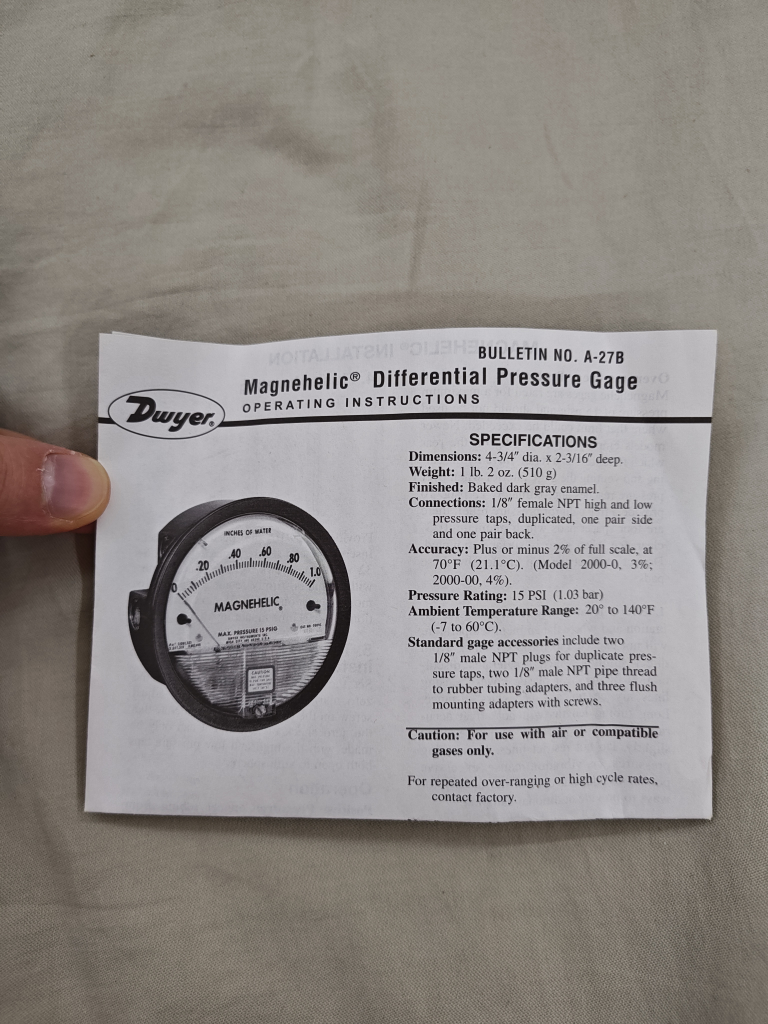 BULLETIN NO. A-27B
Magnehelic® Differential Pressure Gage
OPERATING INSTRUCTIONS
Dwyer®
SPECIFICATIONS
Dimensions: 4-3/4" dia. x 2-3/16" deep.
Weight: 1 lb. 2 oz. (510 g)
Finished: Baked dark gray enamel.
Connections: 1/8" female NPT high and low
pressure taps, duplicated, one pair side
and one pair back.
Accuracy: Plus or minus 2% of full scale, at
70°F (21.1°C). (Model 2000-0, 3%;
2000-00, 4%).
Pressure Rating: 15 PSI (1.03 bar)
Ambient Temperature Range: 20° to 140°F
(-7 to 60°C).
Standard gage accessories include two
1/8" male NPT plugs for duplicate pres-
sure taps, two 1/8" male NPT pipe thread
to rubber tubing adapters, and three flush
mounting adapters with screws.
Caution: For use with air or compatible
gases only.
For repeated over-ranging or high cycle rates,
contact factory.
INCHES OF WATER
0 .20 .40 .60 .80 1.0
MAGNEHELIC®
MAX. PRESSURE 15 PSIG
CAUTION